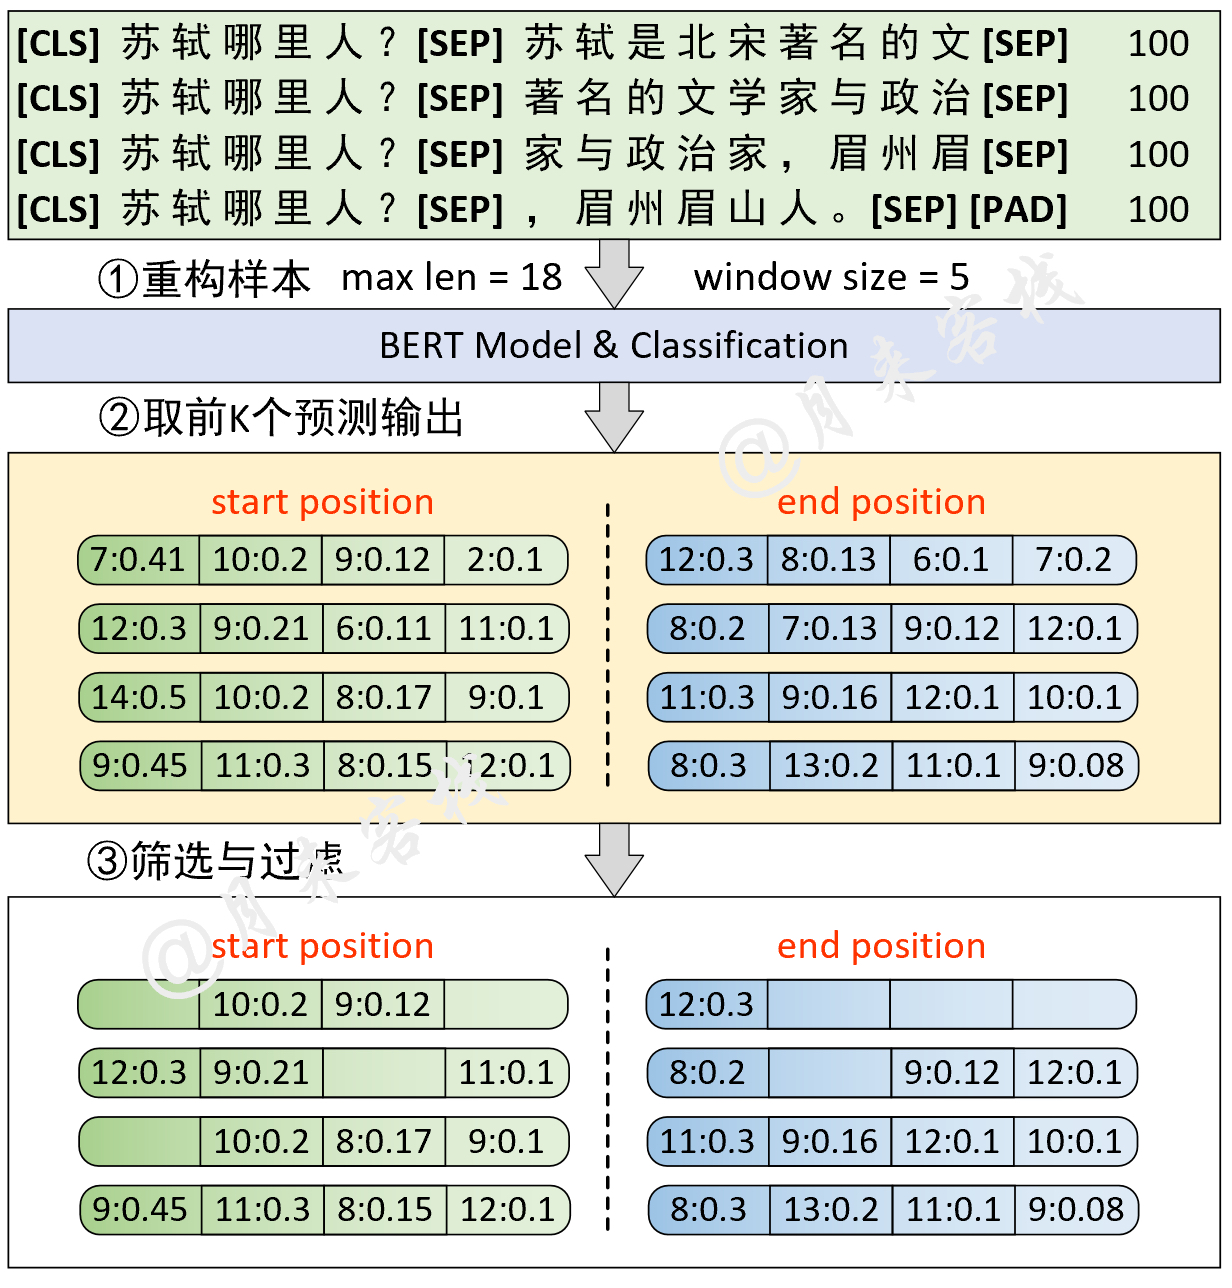 [CLS] 苏轼哪里人？[SEP] 苏轼是北宋著名的文[SEP] 100
[CLS] 苏轼哪里人？[SEP] 著名的文学家与政治[SEP] 100
[CLS] 苏轼哪里人？[SEP] 家与政治家，眉州眉[SEP] 100
[CLS] 苏轼哪里人？[SEP] ，眉州眉山人。[SEP] [PAD] 100
①重构样本 max len = 18 window size = 5
BERT Model & Classification
②取前K个预测输出
@月来客栈
start position end position
7:0.41 10:0.2 9:0.12 2:0.1 12:0.3 8:0.13 6:0.1 7:0.2
12:0.3 9:0.21 6:0.11 11:0.1 8:0.2 7:0.13 9:0.12 12:0.1
14:0.5 10:0.2 8:0.17 9:0.1 11:0.3 9:0.16 12:0.1 10:0.1
9:0.45 11:0.3 8:0.15 12:0.1 8:0.3 13:0.2 11:0.1 9:0.08
③筛选与过滤
@月来客栈
start position end position
10:0.2 9:0.12 12:0.3
12:0.3 9:0.21 11:0.1 8:0.2 9:0.12 12:0.1
10:0.2 8:0.17 9:0.1 11:0.3 9:0.16 12:0.1 10:0.1
9:0.45 11:0.3 8:0.15 12:0.1 8:0.3 13:0.2 11:0.1 9:0.08